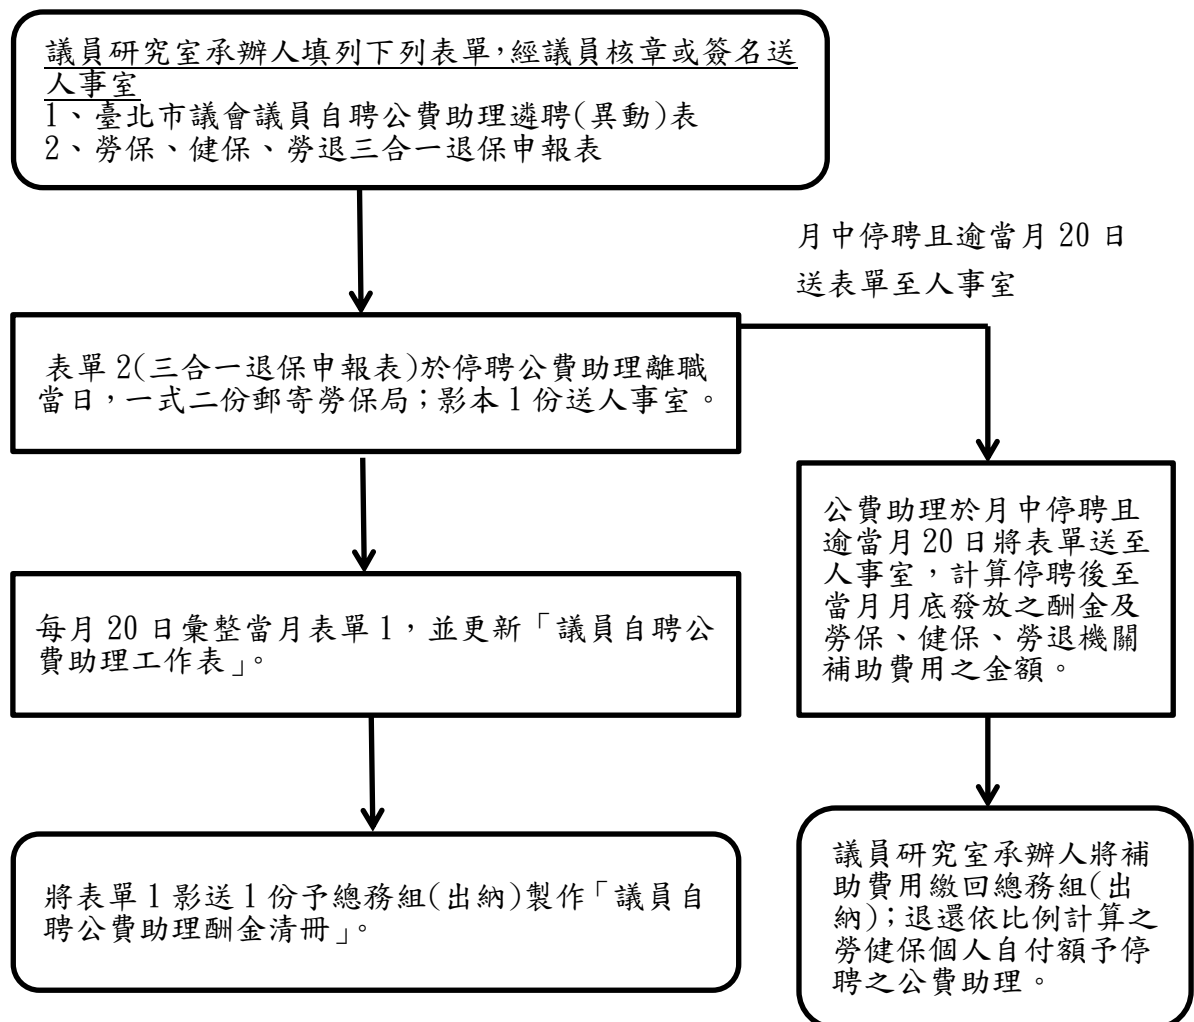 議員研究室承辦人填列下列表單，經議員核章或簽名送
人事室
1、臺北市議會議員自聘公費助理遴聘(異動)表
2、勞保、健保、勞退三合一退保申報表
月中停聘且逾當月 20 日
送表單至人事室
表單 2(三合一退保申報表)於停聘公費助理離職
當日，一式二份郵寄勞保局；影本 1 份送人事室。
公費助理於月中停聘且
逾當月 20 日將表單送至
人事室，計算停聘後至
當月月底發放之酬金及
勞保、健保、勞退機關
補助費用之金額。
每月 20 日彙整當月表單 1，並更新「議員自聘公
費助理工作表」。
將表單 1 影送 1 份予總務組(出納)製作「議員自
聘公費助理酬金清冊」。
議員研究室承辦人將補
助費用繳回總務組(出
納)；退還依比例計算之
勞健保個人自付額予停
聘之公費助理。